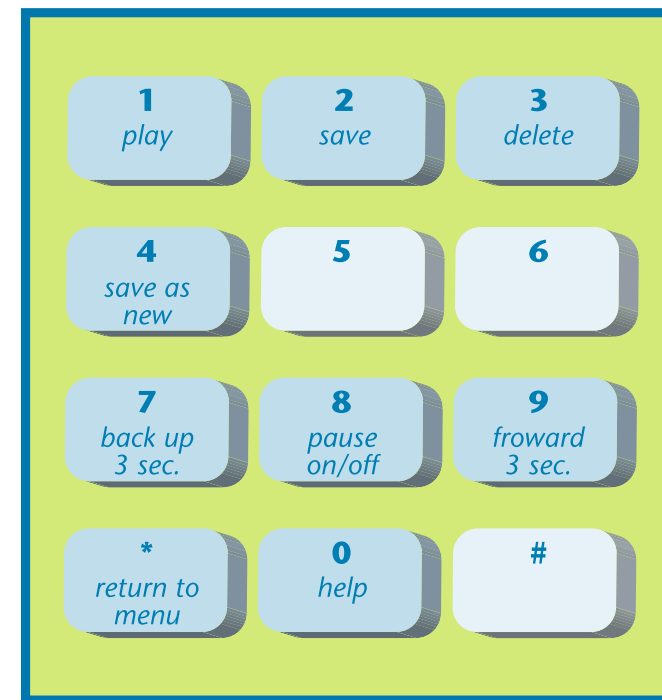 1
play
2
save
3
delete
4
save as
new
5
6
7
back up
3 sec.
8
pause
on/off
9
froward
3 sec.
*
return to
menu
0
help
#